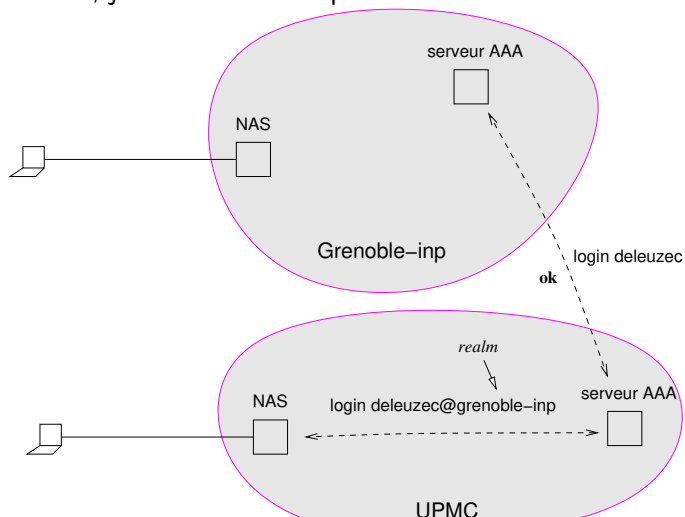 serveur AAA
NAS
Grenoble−inp
login deleuzec
ok
realm
serveur AAA
NAS
login deleuzec@grenoble−inp
UPMC